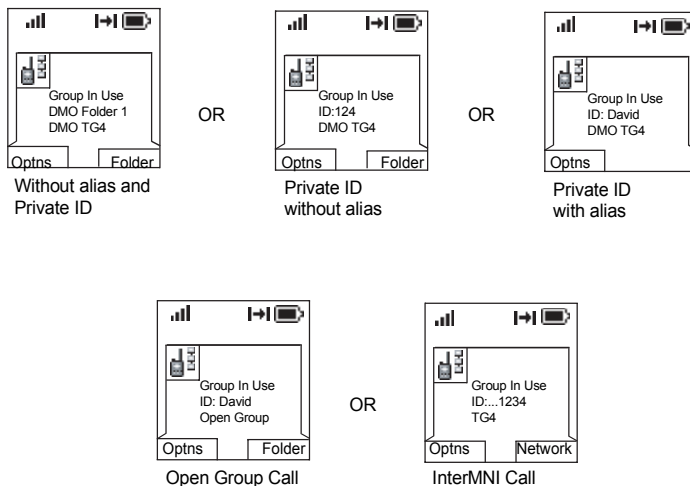 Group In Use
DMO Folder 1
DMO TG4
Optns Folder
Without alias and
Private ID
OR
Group In Use
ID:124
DMO TG4
Optns Folder
Private ID
without alias
OR
Group In Use
ID: David
DMO TG4
Optns
Private ID
with alias
Group In Use
ID: David
Open Group
Optns Folder
Open Group Call
OR
Group In Use
ID:...1234
TG4
Optns Network
InterMNI Call